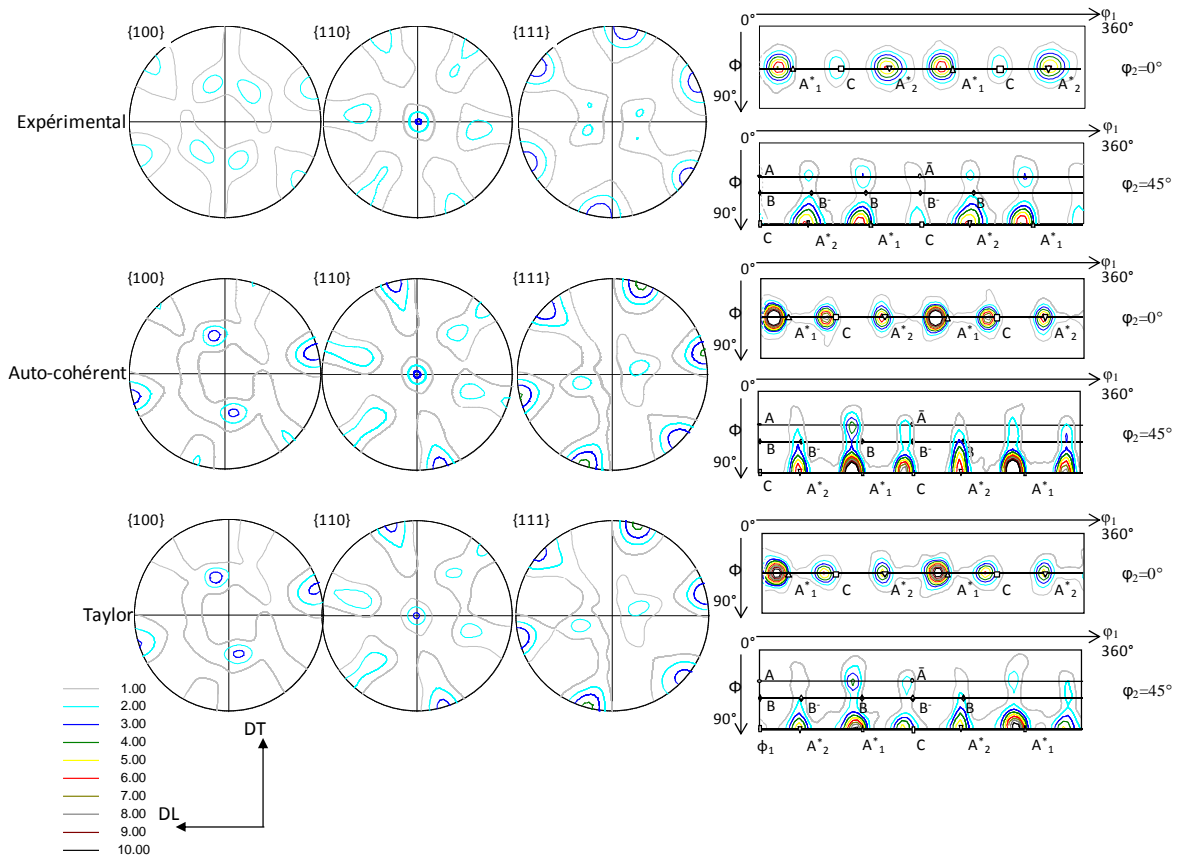 {100} {110} {111}
0° φ1
360°
Φ
90°
A*1 C A*2 A*1 C A*2
φ2=0°
Expérimental
φ1
0° 360°
A Ā
Φ
B B- B B- B
90°
C A*2 A*1 C A*2 A*1
φ2=45°
{100} {110} {111}
0° φ1
360°
Φ
90°
A*1 C A*2 A*1 C A*2
φ2=0°
Auto-cohérent
φ1
0° 360°
A Ā
Φ
B B- B B- B
90°
C A*2 A*1 C A*2 A*1
φ2=45°
{100} {110} {111}
0° φ1
360°
Φ
90°
A*1 C A*2 A*1 C A*2
φ2=0°
Taylor
φ1
0° 360°
A Ā
Φ
B B- B B- B
90°
ϕ1 A*2 A*1 C A*2 A*1
φ2=45°
1.00
2.00
3.00
4.00
5.00
6.00
7.00
8.00
9.00
10.00
DT
DL